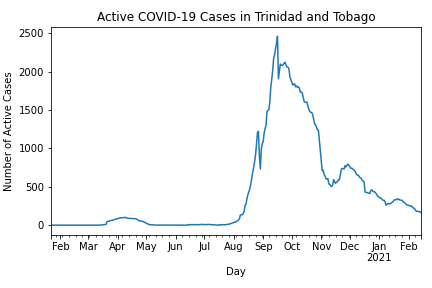 Active COVID-19 Cases in Trinidad and Tobago
Number of Active Cases
2500
2000
1500
1000
500
0
Feb Mar Apr May Jun Jul Aug Sep Oct Nov Dec Jan Feb
2021
Day